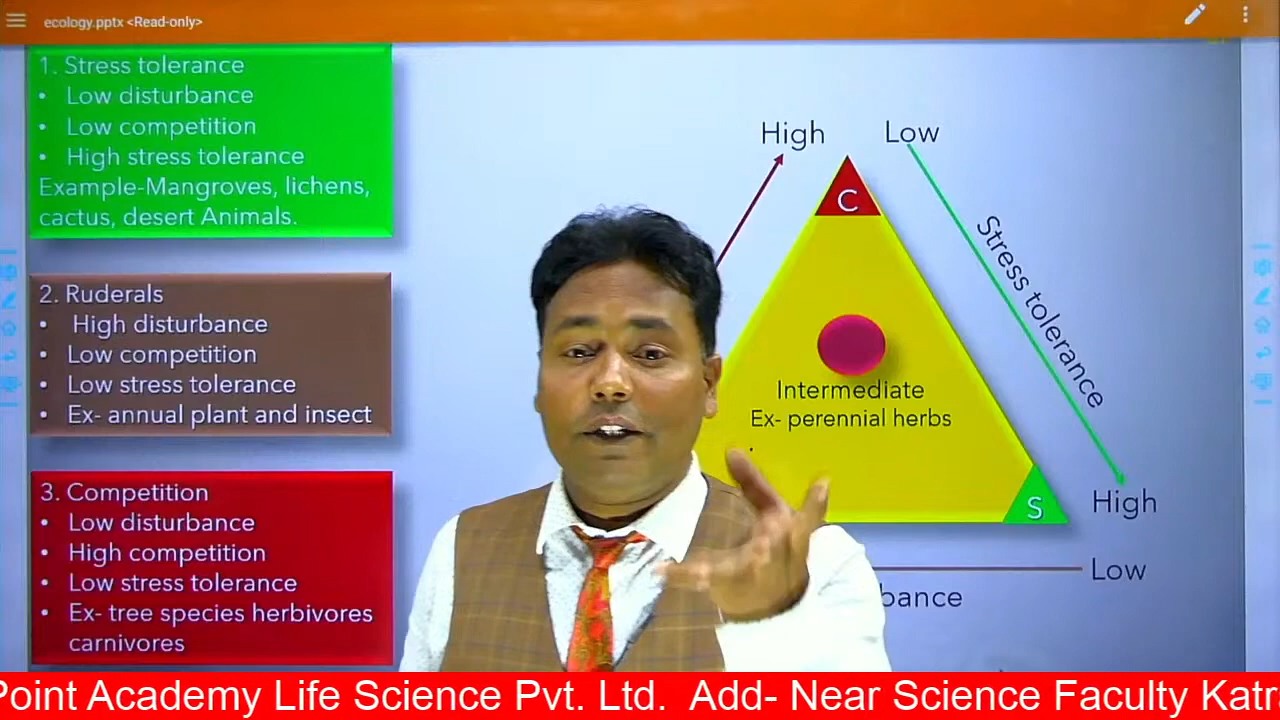 ecology.pptx <Read-only>
1. Stress tolerance
• Low disturbance
• Low competition
• High stress tolerance
Example-Mangroves, lichens,
cactus, desert Animals.
2. Ruderals
• High disturbance
• Low competition
• Low stress tolerance
• Ex- annual plant and insect
3. Competition
• Low disturbance
• High competition
• Low stress tolerance
• Ex- tree species herbivores
carnivores
High
Low
C
Stress tolerance
Intermediate
Ex- perennial herbs
S
High
Low
bance
Point Academy Life Science Pvt. Ltd. Add- Near Science Faculty Katr